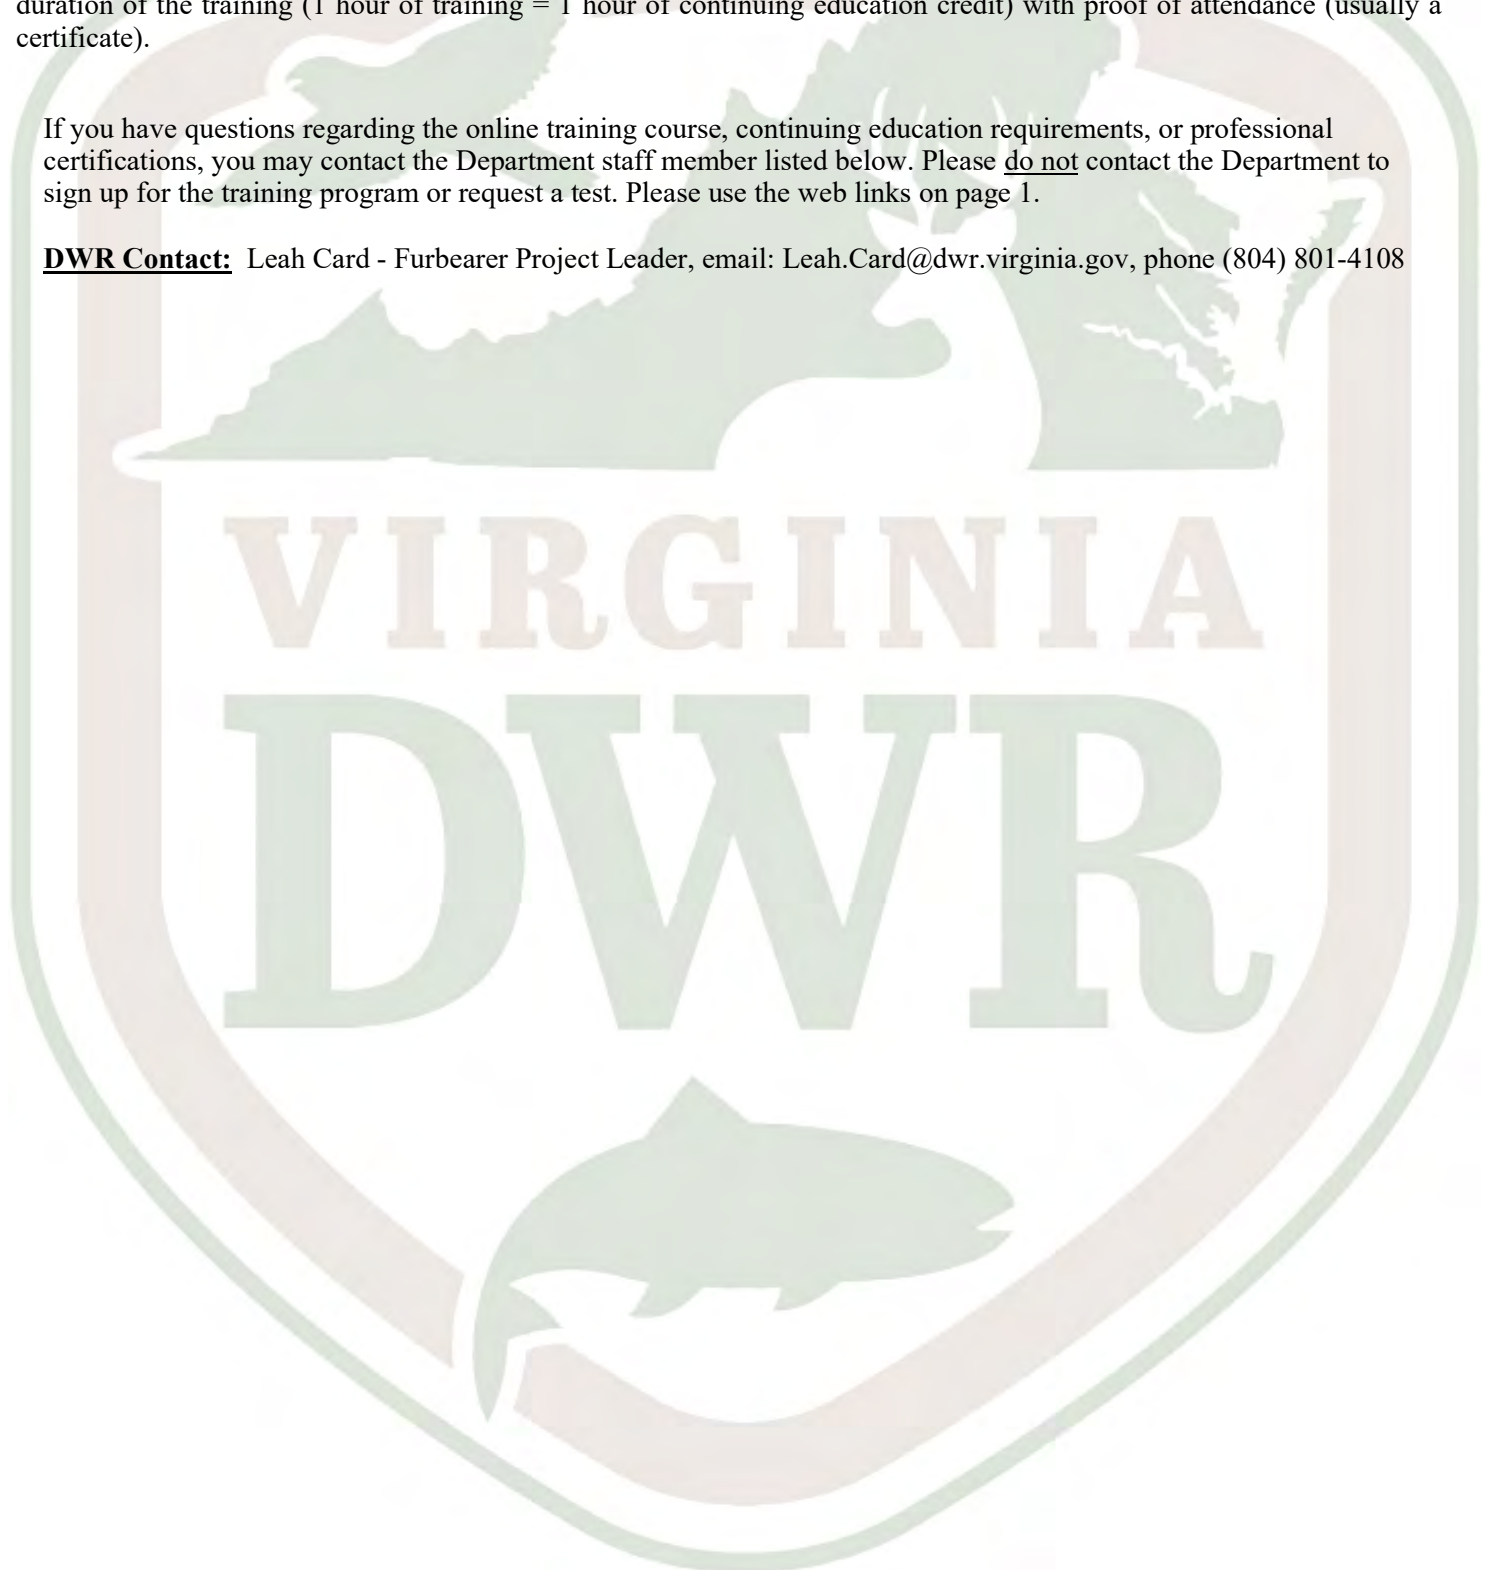 duration of the training (1 hour of training = 1 hour of continuing education credit) with proof of attendance (usually a
certificate).
If you have questions regarding the online training course, continuing education requirements, or professional
certifications, you may contact the Department staff member listed below. Please do not contact the Department to
sign up for the training program or request a test. Please use the web links on page 1.
DWR Contact: Leah Card - Furbearer Project Leader, email: Leah.Card@dwr.virginia.gov, phone (804) 801-4108
VIRGINIA
DWR